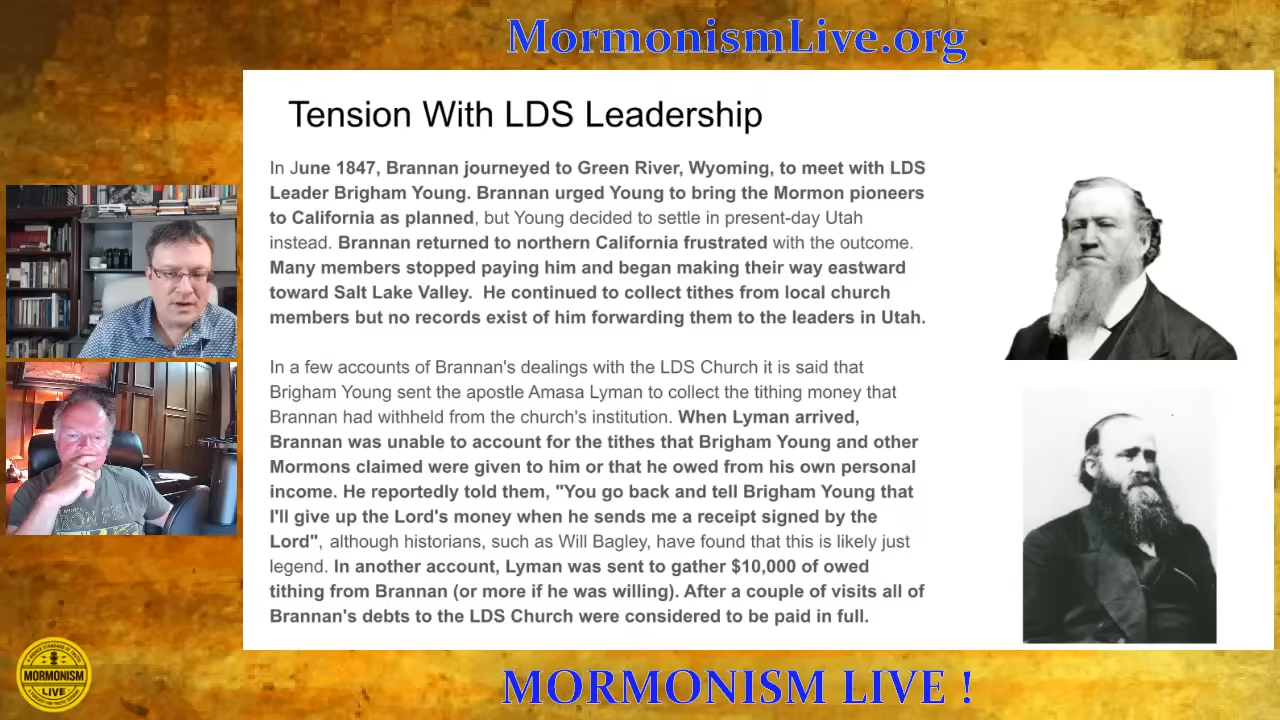 MormonismLive.org
Tension With LDS Leadership
In June 1847, Brannan journeyed to Green River, Wyoming, to meet with LDS
Leader Brigham Young. Brannan urged Young to bring the Mormon pioneers
to California as planned, but Young decided to settle in present-day Utah
instead. Brannan returned to northern California frustrated with the outcome.
Many members stopped paying him and began making their way eastward
toward Salt Lake Valley.  He continued to collect tithes from local church
members but no records exist of him forwarding them to the leaders in Utah.
In a few accounts of Brannan's dealings with the LDS Church it is said that
Brigham Young sent the apostle Amasa Lyman to collect the tithing money that
Brannan had withheld from the church's institution. When Lyman arrived,
Brannan was unable to account for the tithes that Brigham Young and other
Mormons claimed were given to him or that he owed from his own personal
income. He reportedly told them, "You go back and tell Brigham Young that
I'll give up the Lord's money when he sends me a receipt signed by the
Lord", although historians, such as Will Bagley, have found that this is likely just
legend. In another account, Lyman was sent to gather $10,000 of owed
tithing from Brannan (or more if he was willing). After a couple of visits all of
Brannan's debts to the LDS Church were considered to be paid in full.
MORMONISM
LIVE
MORMONISM LIVE !